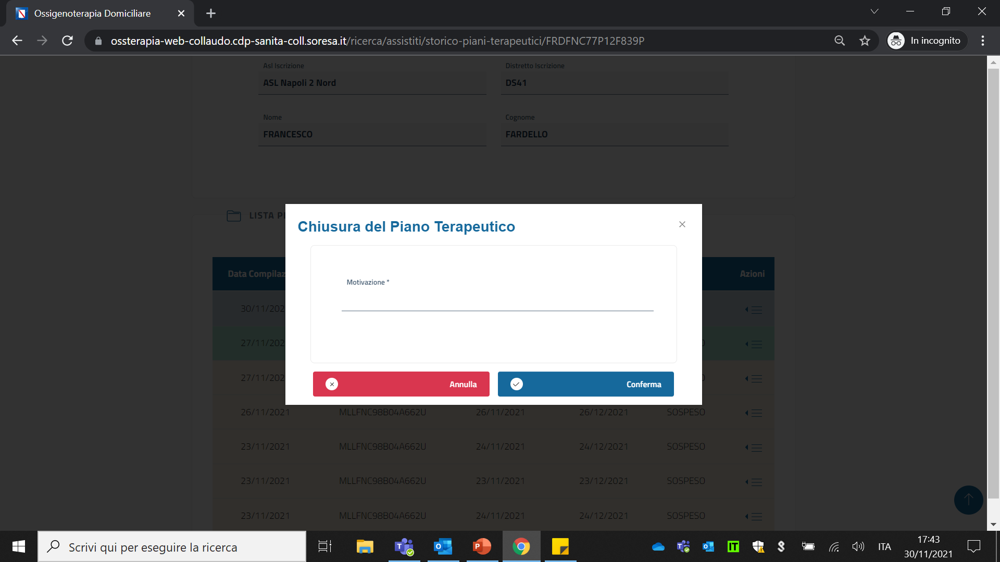 Ossigenoterapia Domiciliare
ossterapia-web-collaudo.cdp-sanita-coll.soresa.it/ricerca/assistiti/storico-piani-terapeutici/FRDFNC77P12F839P
In incognito
Asl Iscrizione
Distretto Iscrizione
ASL Napoli 2 Nord
DS41
Nome
Cognome
FRANCESCO
FARDELLO
LISTA
Chiusura del Piano Terapeutico
Data Compilaz
Azioni
Motivazione *
30/11/202
27/11/202
27/11/202
Annulla
Conferma
26/11/2021 MLLFNC98B04A662U 26/11/2021 26/12/2021 SOSPESO
23/11/2021 MLLFNC98B04A662U 24/11/2021 24/12/2021 SOSPESO
23/11/2021 MLLFNC98B04A662U 23/11/2021 23/12/2021 SOSPESO
23/11/2021 MLLFNC98B04A662U 24/11/2021 24/12/2021 SOSPESO
Scrivi qui per eseguire la ricerca
IT
ITA
17:43
30/11/2021